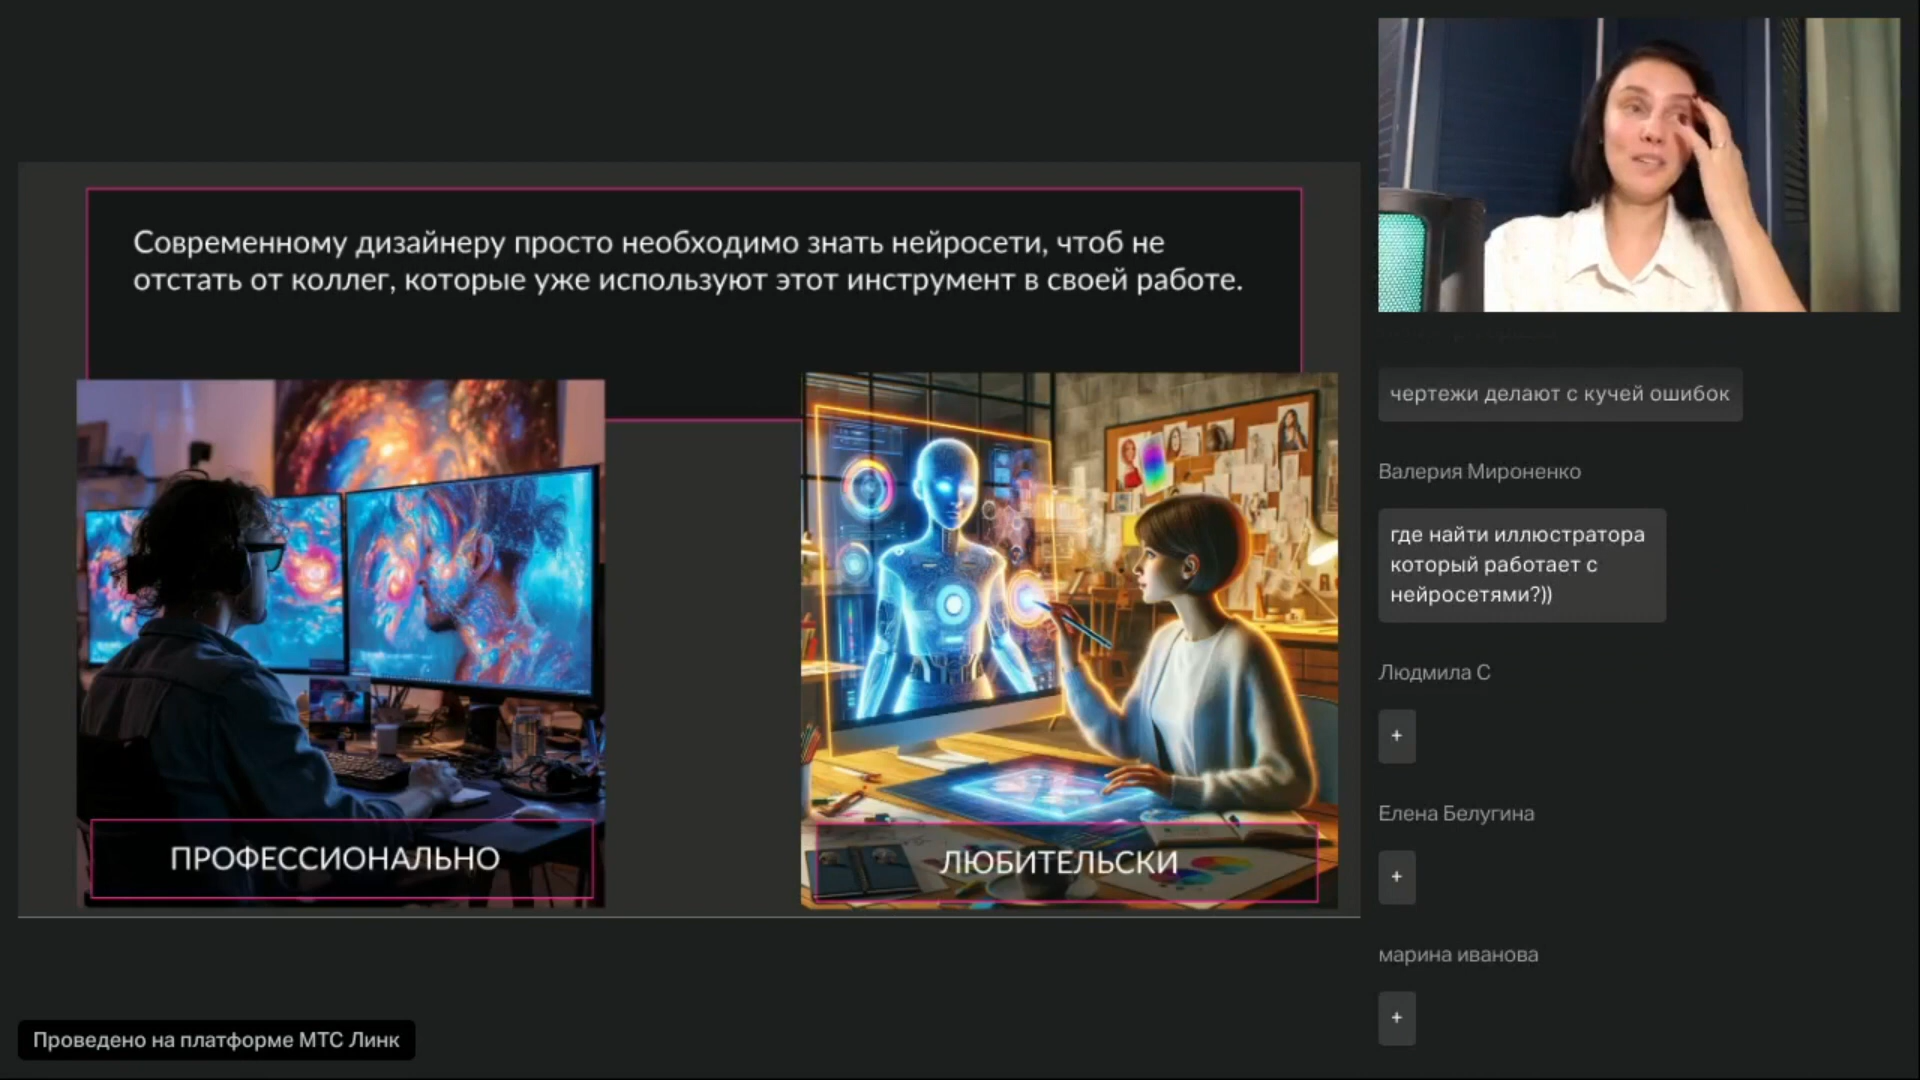 Современному дизайнеру просто необходимо знать нейросети, чтоб не
отстать от коллег, которые уже используют этот инструмент в своей работе.
ПРОФЕССИОНАЛЬНО
ЛЮБИТЕЛЬСКИ
чертежи делают с кучей ошибок
Валерия Мироненко
где найти иллюстратора
который работает с
нейросетями?))
Людмила С
+
Елена Белугина
+
марина иванова
+
Проведено на платформе МТС Линк